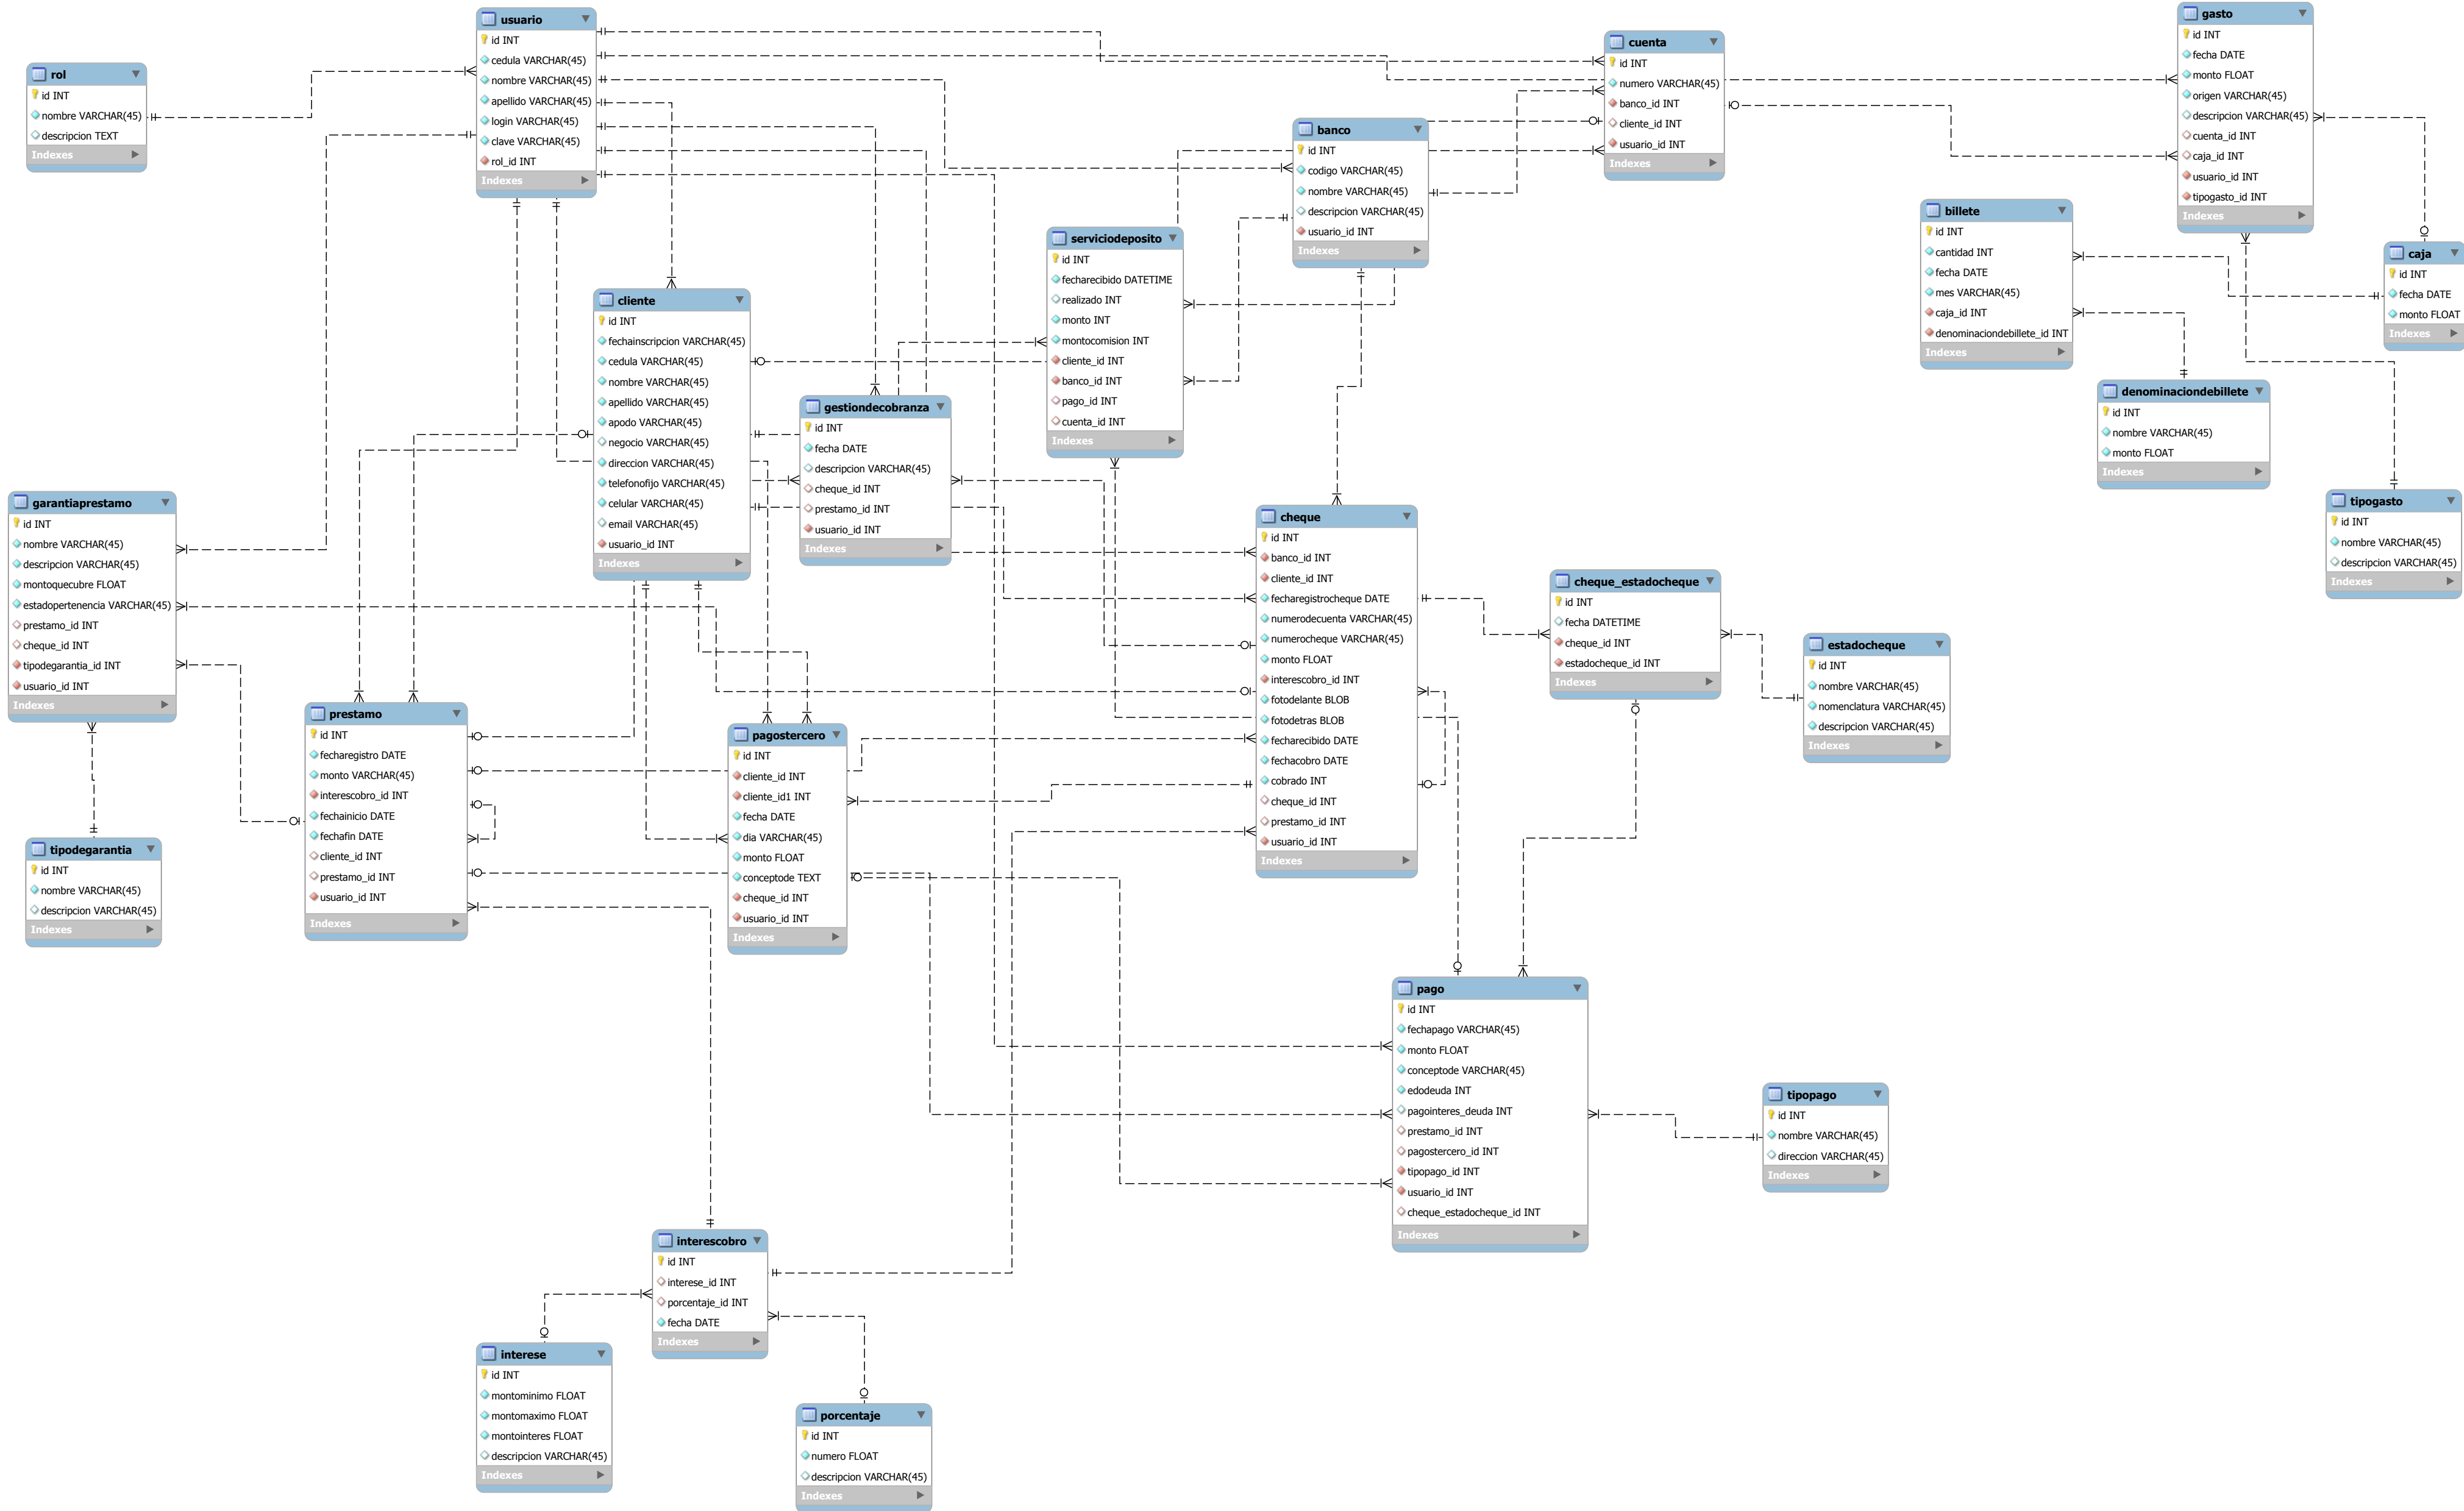 usuario
id INT
cedula VARCHAR(45)
nombre VARCHAR(45)
apellido VARCHAR(45)
login VARCHAR(45)
clave VARCHAR(45)
rol_id INT
Indexes
rol
id INT
nombre VARCHAR(45)
descripcion TEXT
Indexes
cuenta
id INT
numero VARCHAR(45)
banco_id INT
cliente_id INT
usuario_id INT
Indexes
gasto
id INT
fecha DATE
monto FLOAT
origen VARCHAR(45)
descripcion VARCHAR(45)
cuenta_id INT
caja_id INT
usuario_id INT
tipogasto_id INT
Indexes
banco
id INT
codigo VARCHAR(45)
nombre VARCHAR(45)
descripcion VARCHAR(45)
usuario_id INT
Indexes
billete
id INT
cantidad INT
fecha DATE
mes VARCHAR(45)
caja_id INT
denominaciondebillete_id INT
Indexes
caja
id INT
fecha DATE
monto FLOAT
Indexes
serviciodeposito
id INT
fecharecibido DATETIME
realizado INT
monto INT
montocomision INT
cliente_id INT
banco_id INT
pago_id INT
cuenta_id INT
Indexes
cliente
id INT
fechainscripcion VARCHAR(45)
cedula VARCHAR(45)
nombre VARCHAR(45)
apellido VARCHAR(45)
apodo VARCHAR(45)
negocio VARCHAR(45)
direccion VARCHAR(45)
telefonofijo VARCHAR(45)
celular VARCHAR(45)
email VARCHAR(45)
usuario_id INT
Indexes
gestiondecobranza
id INT
fecha DATE
descripcion VARCHAR(45)
cheque_id INT
prestamo_id INT
usuario_id INT
Indexes
denominaciondebillete
id INT
nombre VARCHAR(45)
monto FLOAT
Indexes
tipogasto
id INT
nombre VARCHAR(45)
descripcion VARCHAR(45)
Indexes
garantiaprestamo
id INT
nombre VARCHAR(45)
descripcion VARCHAR(45)
montoquecubre FLOAT
estadopertenencia VARCHAR(45)
prestamo_id INT
cheque_id INT
tipodegarantia_id INT
usuario_id INT
Indexes
cheque
id INT
banco_id INT
cliente_id INT
fecharegistrocheque DATE
numerodecuenta VARCHAR(45)
numerocheque VARCHAR(45)
monto FLOAT
interescobro_id INT
fotodelante BLOB
fotodetras BLOB
fecharecibido DATE
fechacobro DATE
cobrado INT
cheque_id INT
prestamo_id INT
usuario_id INT
Indexes
cheque_estadocheque
id INT
fecha DATETIME
cheque_id INT
estadocheque_id INT
Indexes
estadocheque
id INT
nombre VARCHAR(45)
nomenclatura VARCHAR(45)
descripcion VARCHAR(45)
Indexes
prestamo
id INT
fecharegistro DATE
monto VARCHAR(45)
interescobro_id INT
fechainicio DATE
fechafin DATE
cliente_id INT
prestamo_id INT
usuario_id INT
Indexes
pagostercero
id INT
cliente_id INT
cliente_id1 INT
fecha DATE
dia VARCHAR(45)
monto FLOAT
conceptode TEXT
cheque_id INT
usuario_id INT
Indexes
tipodegarantia
id INT
nombre VARCHAR(45)
descripcion VARCHAR(45)
Indexes
pago
id INT
fechapago VARCHAR(45)
monto FLOAT
conceptode VARCHAR(45)
edodeuda INT
pagointeres_deuda INT
prestamo_id INT
pagostercero_id INT
tipopago_id INT
usuario_id INT
cheque_estadocheque_id INT
Indexes
tipopago
id INT
nombre VARCHAR(45)
direccion VARCHAR(45)
Indexes
interescobro
id INT
interese_id INT
porcentaje_id INT
fecha DATE
Indexes
interese
id INT
montominimo FLOAT
montomaximo FLOAT
montointeres FLOAT
descripcion VARCHAR(45)
Indexes
porcentaje
id INT
numero FLOAT
descripcion VARCHAR(45)
Indexes